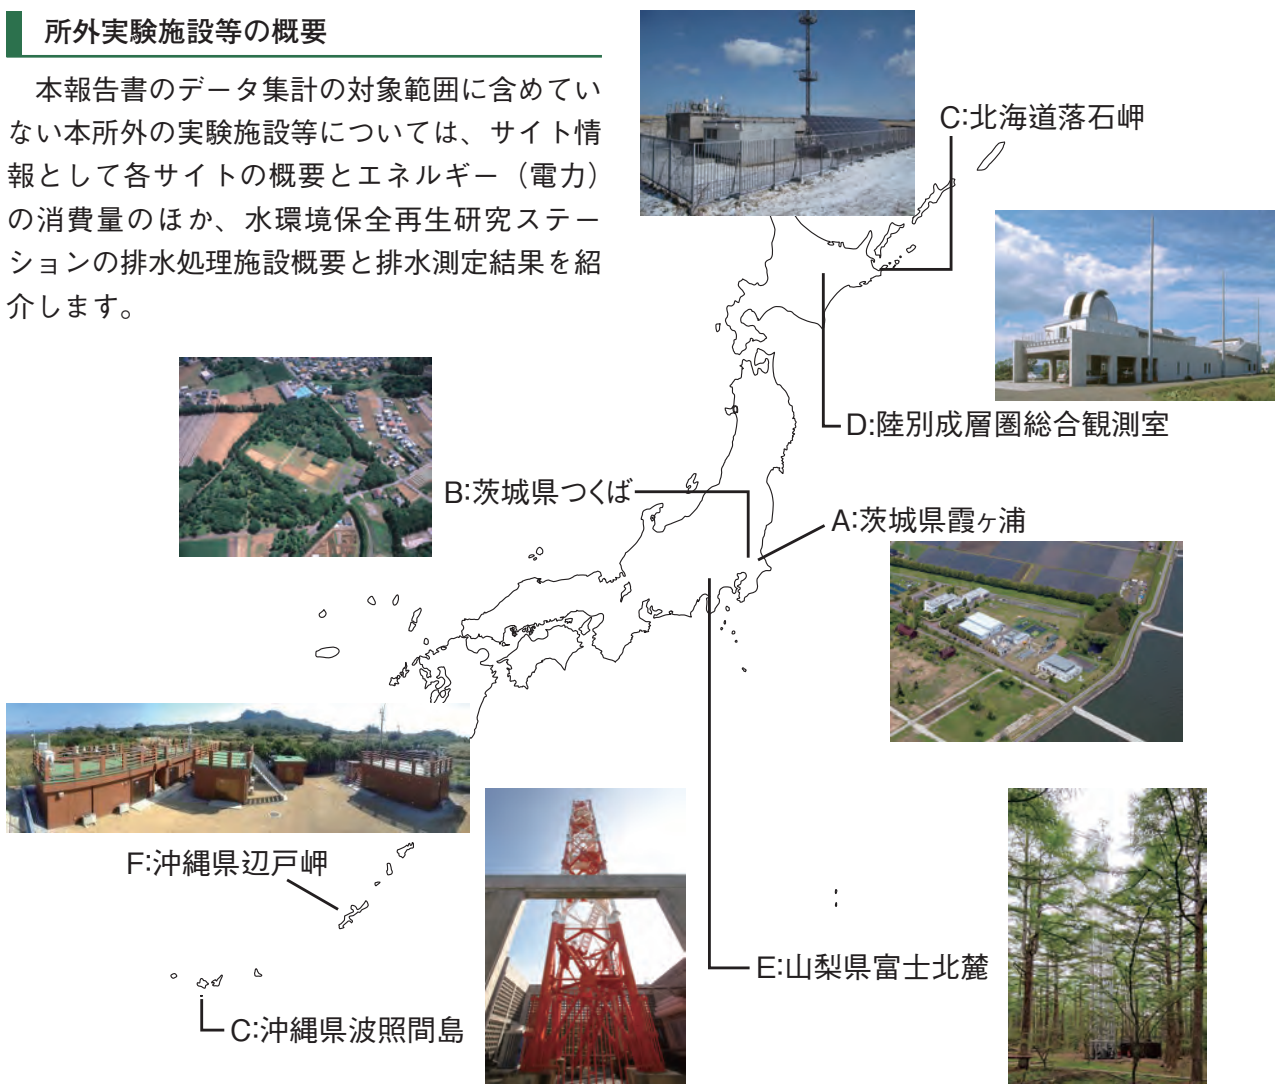 所外実験施設等の概要
本報告書のデータ集計の対象範囲に含めてい
ない本所外の実験施設等については、サイト情
報として各サイトの概要とエネルギー（電力）
の消費量のほか、水環境保全再生研究ステー
ションの排水処理施設概要と排水測定結果を紹
介します。
C:北海道落石岬
D:陸別成層圏総合観測室
B:茨城県つくば
A:茨城県霞ヶ浦
F:沖縄県辺戸岬
E:山梨県富士北麓
C:沖縄県波照間島